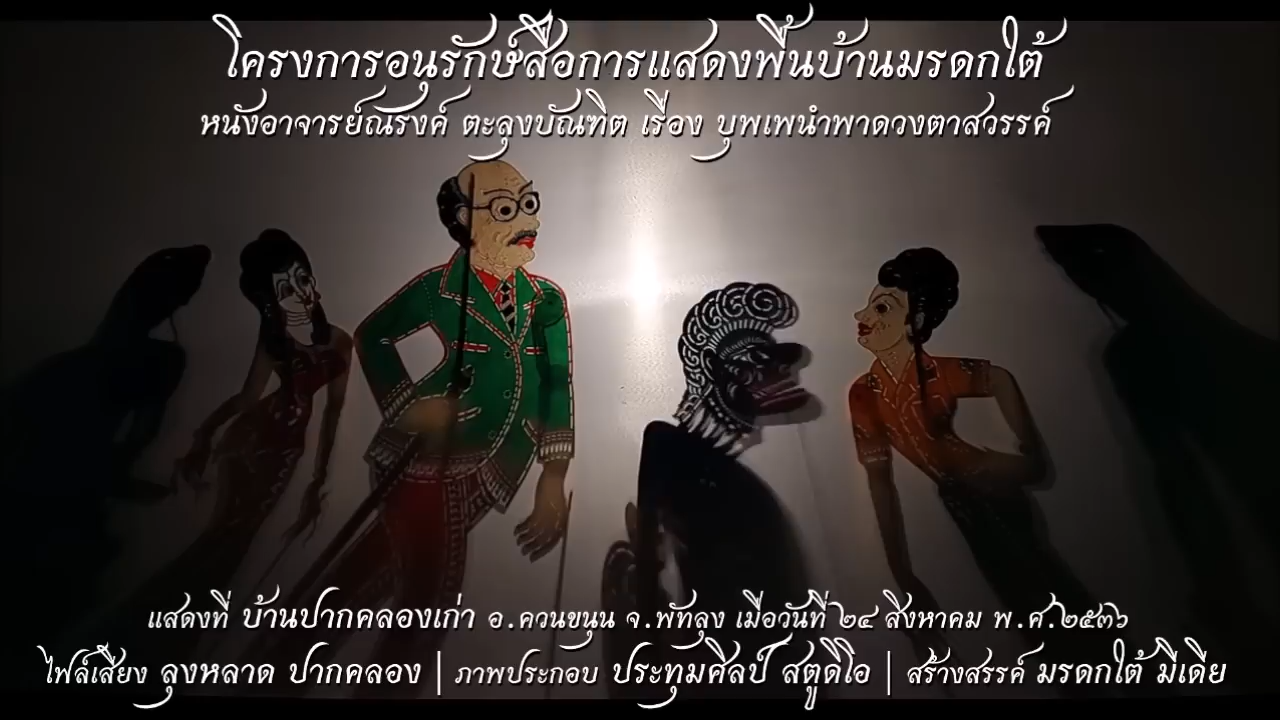 โครงการอนุรักษ์สื่อการแสดงพื้นบ้านมรดกใต้
หนังอาจารย์ณรงค์ ตะลุงบัณฑิต เรื่อง บุพเพนำพาดวงตาสวรรค์
แสดงที่ บ้านปากคลองเก่า อ.ควนขนุน จ.พัทลุง เมื่อวันที่ ๒๔ สิงหาคม พ.ศ.๒๕๓๖
ไฟล์เสียง ลุงหลาด ปากคลอง | ภาพประกอบ ประทุมศิลป์ สตูดิโอ | สร้างสรรค์ มรดกใต้ มีเดีย